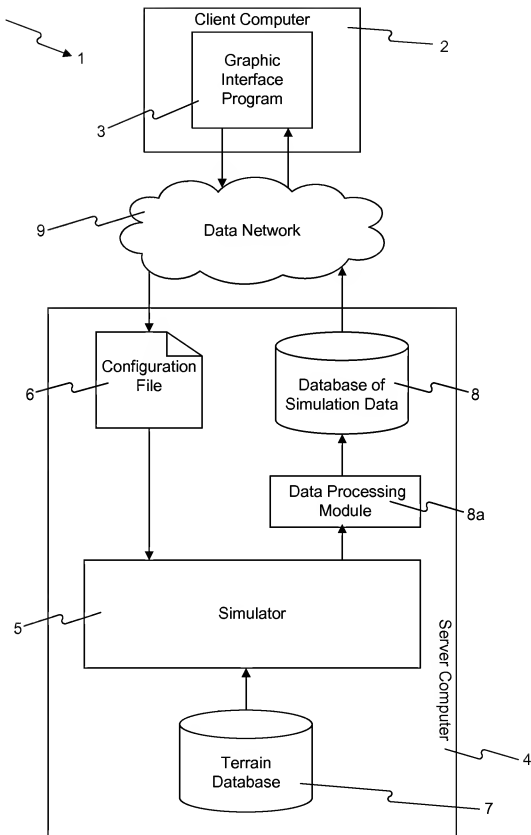 Client Computer
1
2
Graphic
Interface
Program
3
9
Data Network
Configuration
File
6
Database of
Simulation Data
8
Data Processing
Module
8a
Simulator
5
Server Computer
4
Terrain
Database
7